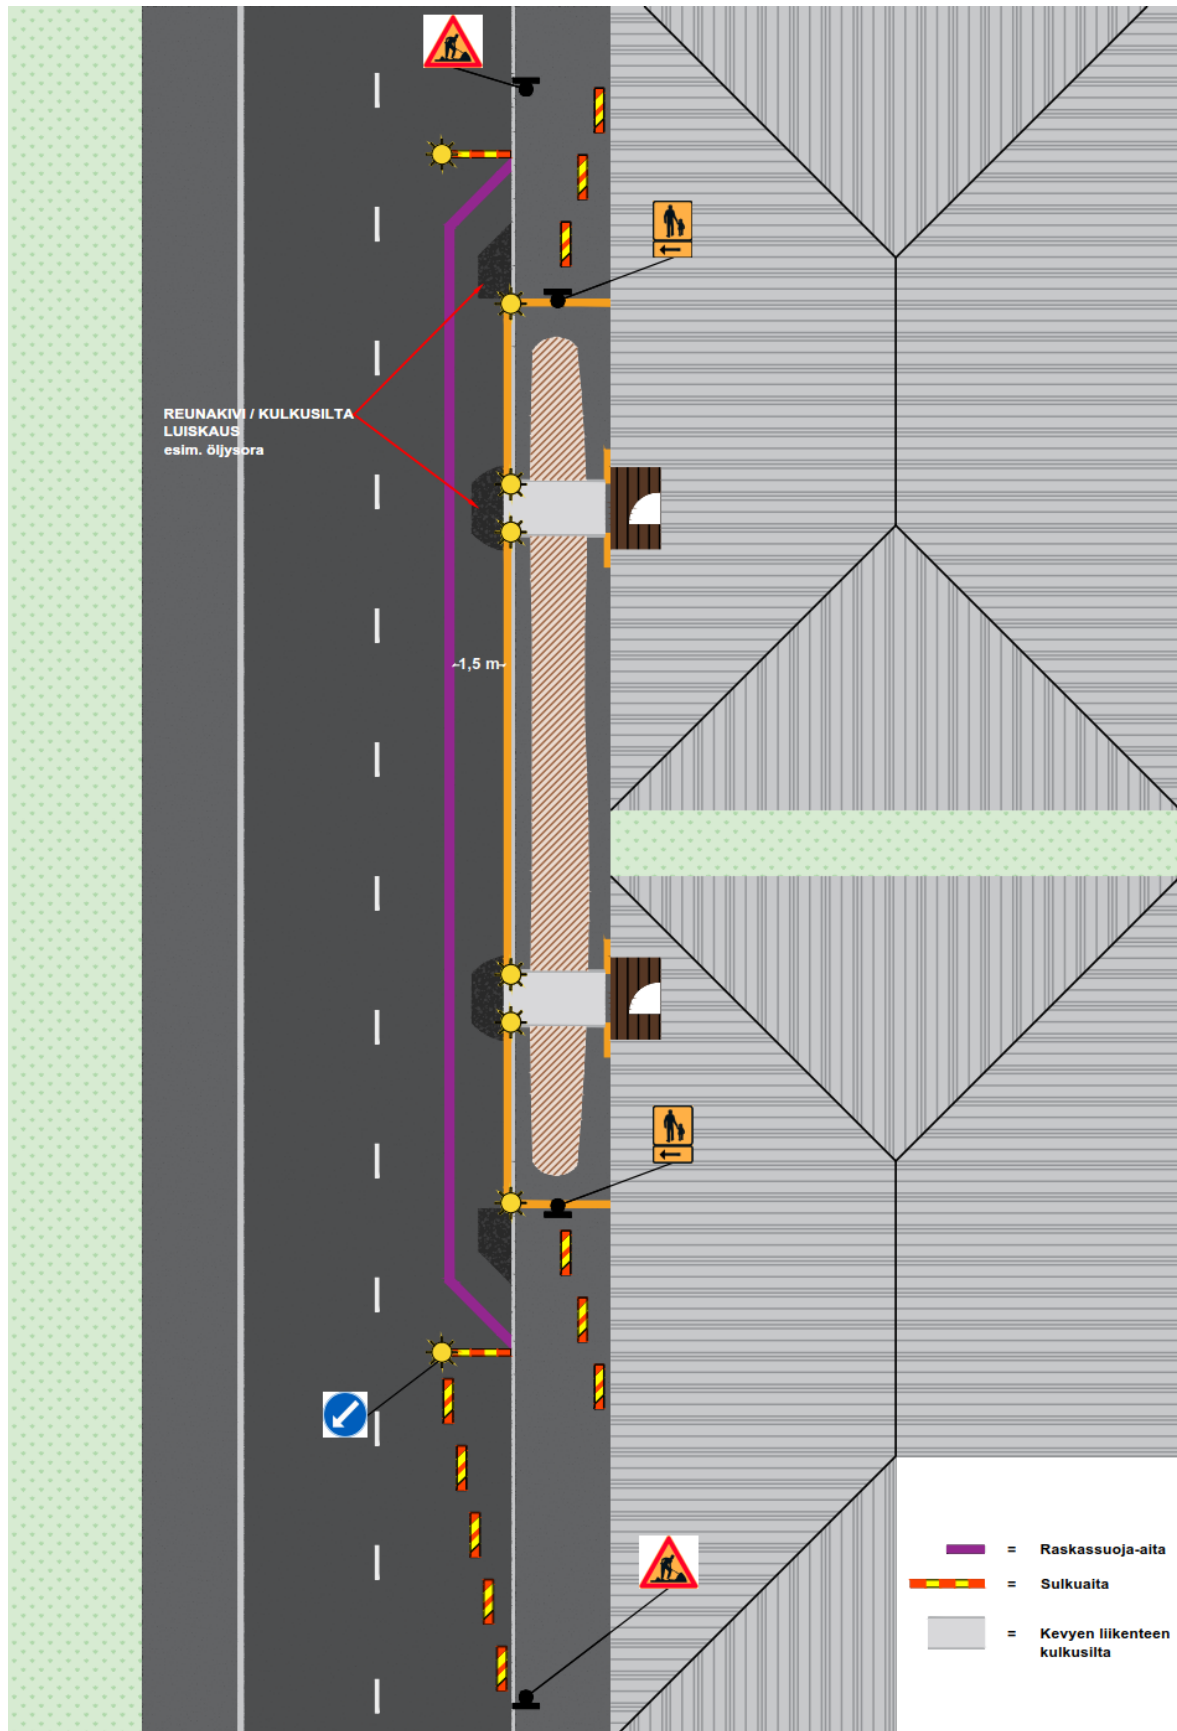 REUNAKIVI / KULKUSILTA
LUISKAUS
esim. öljysora
~1,5 m~
= Raskassuoja-aita
= Sulkuaita
= Kevyen liikenteen
kulkusilta